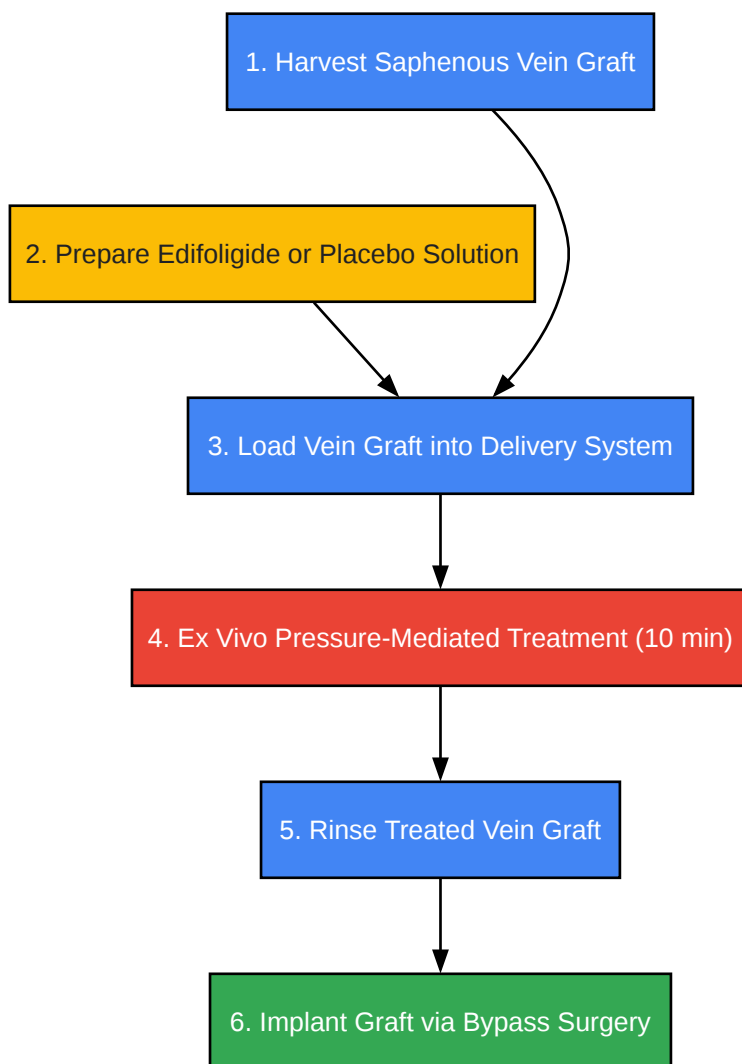 1. Harvest Saphenous Vein Graft
2. Prepare Edifoligide or Placebo Solution
3. Load Vein Graft into Delivery System
4. Ex Vivo Pressure-Mediated Treatment (10 min)
5. Rinse Treated Vein Graft
6. Implant Graft via Bypass Surgery